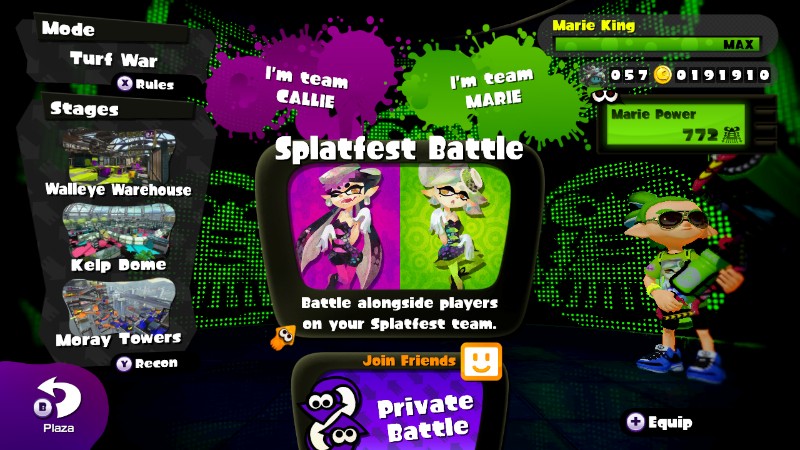 Mode
Turf War
X Rules
Stages
Walleye Warehouse
Kelp Dome
Moray Towers
Y Recon
B
Plaza
I'm team
CALLIE
I'm team
MARIE
Splatfest Battle
Battle alongside players
on your Splatfest team.
Join Friends
Private
Battle
Marie King
MAX
057 0191910
Marie Power
772
+ Equip